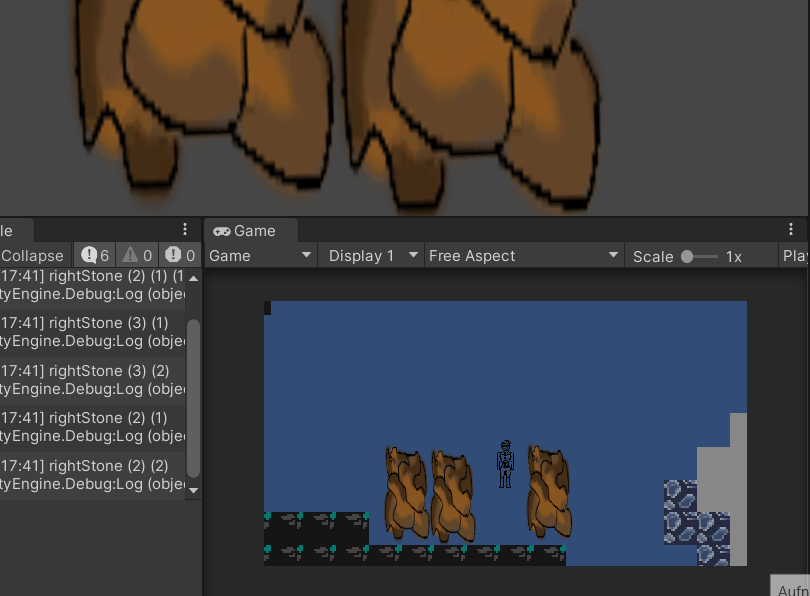 le
Game
Collapse 6 0 0
Game Display 1 Free Aspect Scale 1x Pla
17:41] rightStone (2) (1) (1
tyEngine.Debug:Log (objec
17:41] rightStone (3) (1)
tyEngine.Debug:Log (objec
17:41] rightStone (3) (2)
tyEngine.Debug:Log (objec
17:41] rightStone (2) (1)
tyEngine.Debug:Log (objec
17:41] rightStone (2) (2)
tyEngine.Debug:Log (objec
Aufn